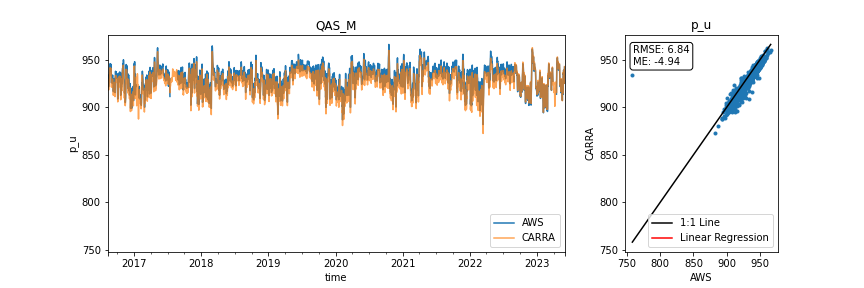 QAS_M
p_u
950
900
850
800
750
p_u
AWS
CARRA
2017
2018
2019
2020
2021
2022
2023
time
p_u
RMSE: 6.84
ME: -4.94
950
900
850
800
750
CARRA
1:1 Line
Linear Regression
750
800
850
900
950
AWS